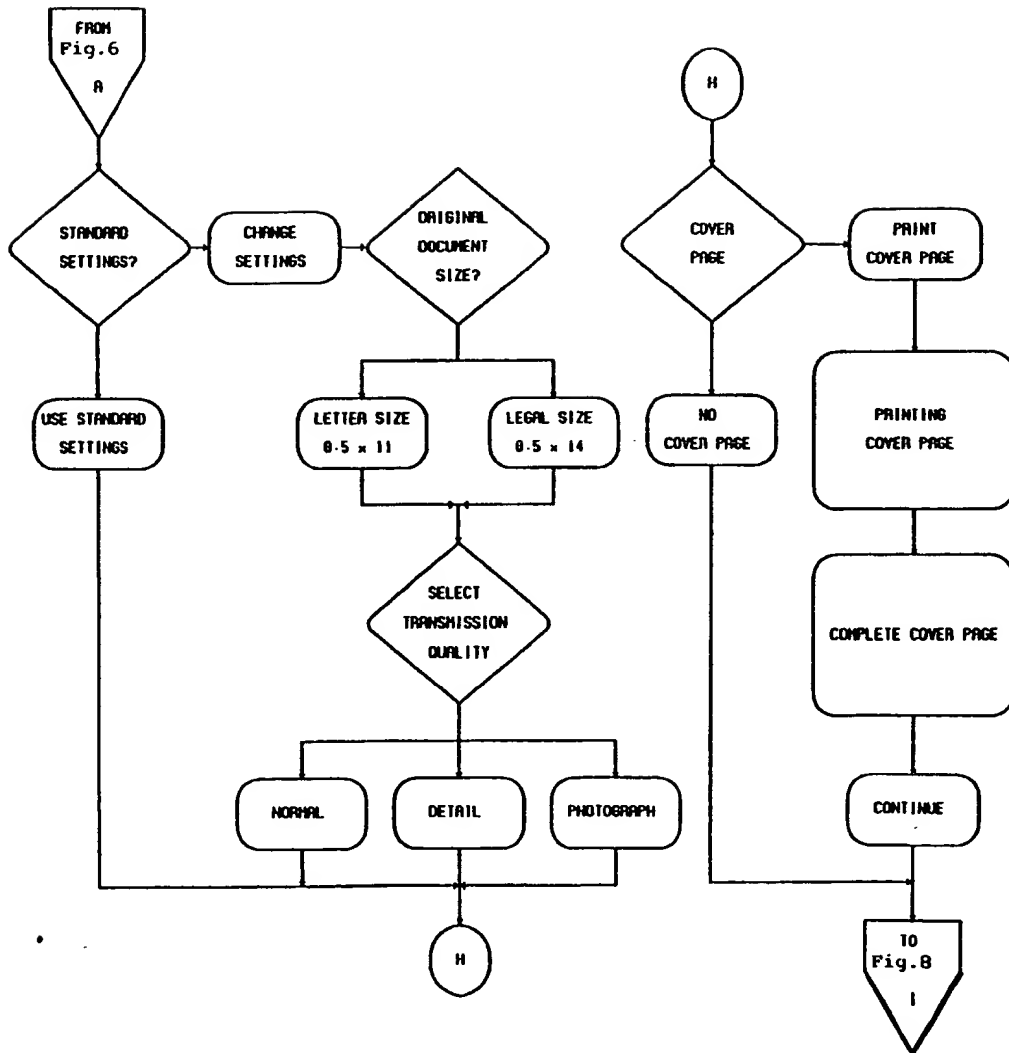 FROM
Fig.6
A
STANDARD
SETTINGS?
CHANGE
SETTINGS
ORIGINAL
DOCUMENT
SIZE?
USE STANDARD
SETTINGS
LETTER SIZE
8.5 x 11
LEGAL SIZE
8.5 x 14
SELECT
TRANSMISSION
QUALITY
NORMAL
DETAIL
PHOTOGRAPH
H
H
COVER
PAGE
PRINT
COVER PAGE
NO
COVER PAGE
PRINTING
COVER PAGE
COMPLETE COVER PAGE
CONTINUE
TO
Fig.8
I